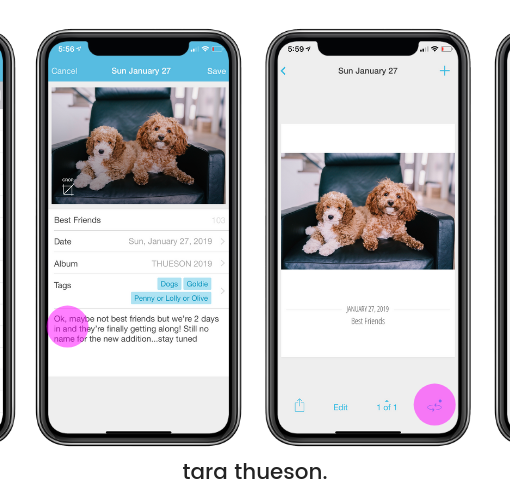 5:56
Cancel
Sun January 27
Save
CROP
Best Friends
103
Date
Sun, January 27, 2019
Album
THUESON 2019
Tags
Dogs
Goldie
Penny or Lolly or Olive
Ok, maybe not best friends but we're 2 days
in and they're finally getting along! Still no
name for the new addition...stay tuned
5:59
Sun January 27
JANUARY 27, 2019
Best Friends
Edit
1 of 1
tara thueson.